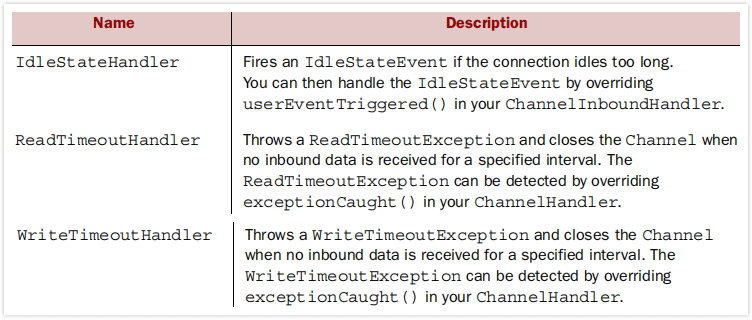 Name Description
IdleStateHandler Fires an IdleStateEvent if the connection idles too long.
You can then handle the IdleStateEvent by overriding
userEventTriggered() in your ChannelInboundHandler.
ReadTimeoutHandler Throws a ReadTimeoutException and closes the Channel when
no inbound data is received for a specified interval. The
ReadTimeoutException can be detected by overriding
exceptionCaught() in your ChannelHandler.
WriteTimeoutHandler Throws a WriteTimeoutException and closes the Channel
when no inbound data is received for a specified interval. The
WriteTimeoutException can be detected by overriding
exceptionCaught() in your ChannelHandler.